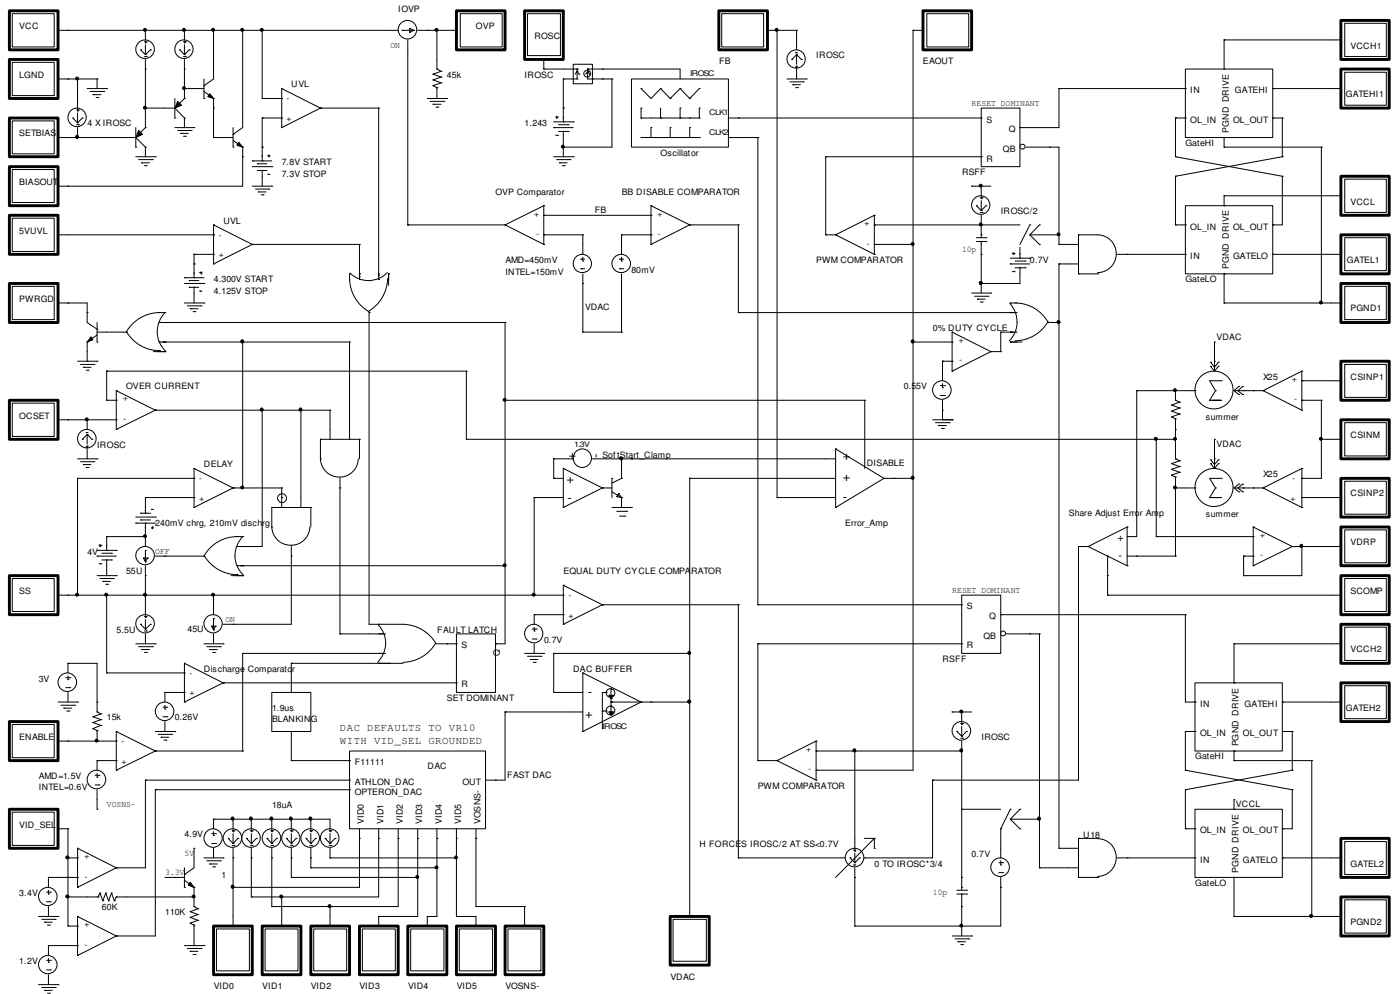 VCC
LGND
SETBIAS
BIASOUT
5VUVL
PWRGD
OCSET
SS
ENABLE
VID_SEL
4 X IROSC
UVL
7.8V START
7.3V STOP
UVL
4.300V START
4.125V STOP
IOVP
ON
OVP
45k
ROSC
IROSC
1.243
IROSC
CLK1
CLK2
Oscillator
FB
IROSC
EAOUT
OVP Comparator
FB
BB DISABLE COMPARATOR
AMD=450mV
INTEL=150mV
80mV
VDAC
RESET DOMINANT
S
Q
QB
R
RSFF
IROSC/2
10p
0.7V
PWM COMPARATOR
0% DUTY CYCLE
0.55V
IN
GATEHI
OL_IN
OL_OUT
PGND DRIVE
GateHI
OL_IN
OL_OUT
IN
GATELO
PGND DRIVE
GateLO
VCCH1
GATEHI1
VCCL
GATEL1
PGND1
OVER CURRENT
IROSC
DELAY
240mV chrg, 210mV dischrg.
4V
OFF
55U
5.5U
45U
ON
1.3V
SoftStart_Clamp
DISABLE
Error_Amp
VDAC
X25
summer
VDAC
X25
summer
Share Adjust Error Amp
CSINP1
CSINM
CSINP2
VDRP
SCOMP
EQUAL DUTY CYCLE COMPARATOR
0.7V
FAULT LATCH
S
R
SET DOMINANT
Discharge Comparator
0.26V
3V
15k
AMD=1.5V
INTEL=0.6V
VOSNS-
1.9us
BLANKING
DAC BUFFER
IROSC
DAC DEFAULTS TO VR10
WITH VID_SEL GROUNDED
F11111
DAC
ATHLON_DAC
OPTERON_DAC
OUT
VID0
VID1
VID2
VID3
VID4
VID5
VOSNS-
FAST DAC
18uA
4.9V
1
5V
3.3V
3.4V
60K
110K
1.2V
VID0
VID1
VID2
VID3
VID4
VID5
VOSNS-
VDAC
RESET DOMINANT
S
Q
QB
R
RSFF
IROSC
PWM COMPARATOR
H FORCES IROSC/2 AT SS<0.7V
0 TO IROSC*3/4
0.7V
10p
U18
IN
GATEHI
OL_IN
OL_OUT
PGND DRIVE
GateHI
VCCL
OL_IN
OL_OUT
IN
GATELO
PGND DRIVE
GateLO
VCCH2
GATEH2
GATEL2
PGND2